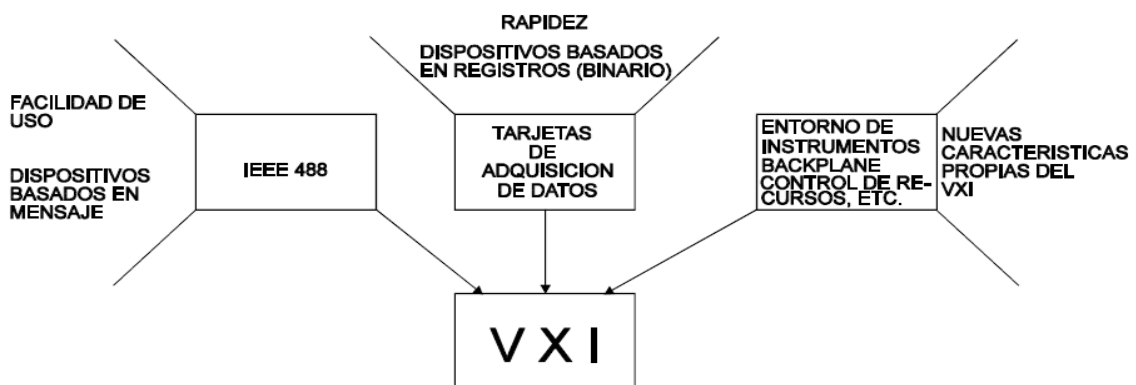 RAPIDEZ
DISPOSITIVOS BASADOS
EN REGISTROS (BINARIO)
FACILIDAD DE
USO
DISPOSITIVOS
BASADOS EN
MENSAJE
IEEE 488
TARJETAS
DE
ADQUISICION
DE DATOS
ENTORNO DE
INSTRUMENTOS
BACKPLANE
CONTROL DE RE-
CURSOS, ETC.
NUEVAS
CARACTERISTICAS
PROPIAS DEL
VXI
V X I